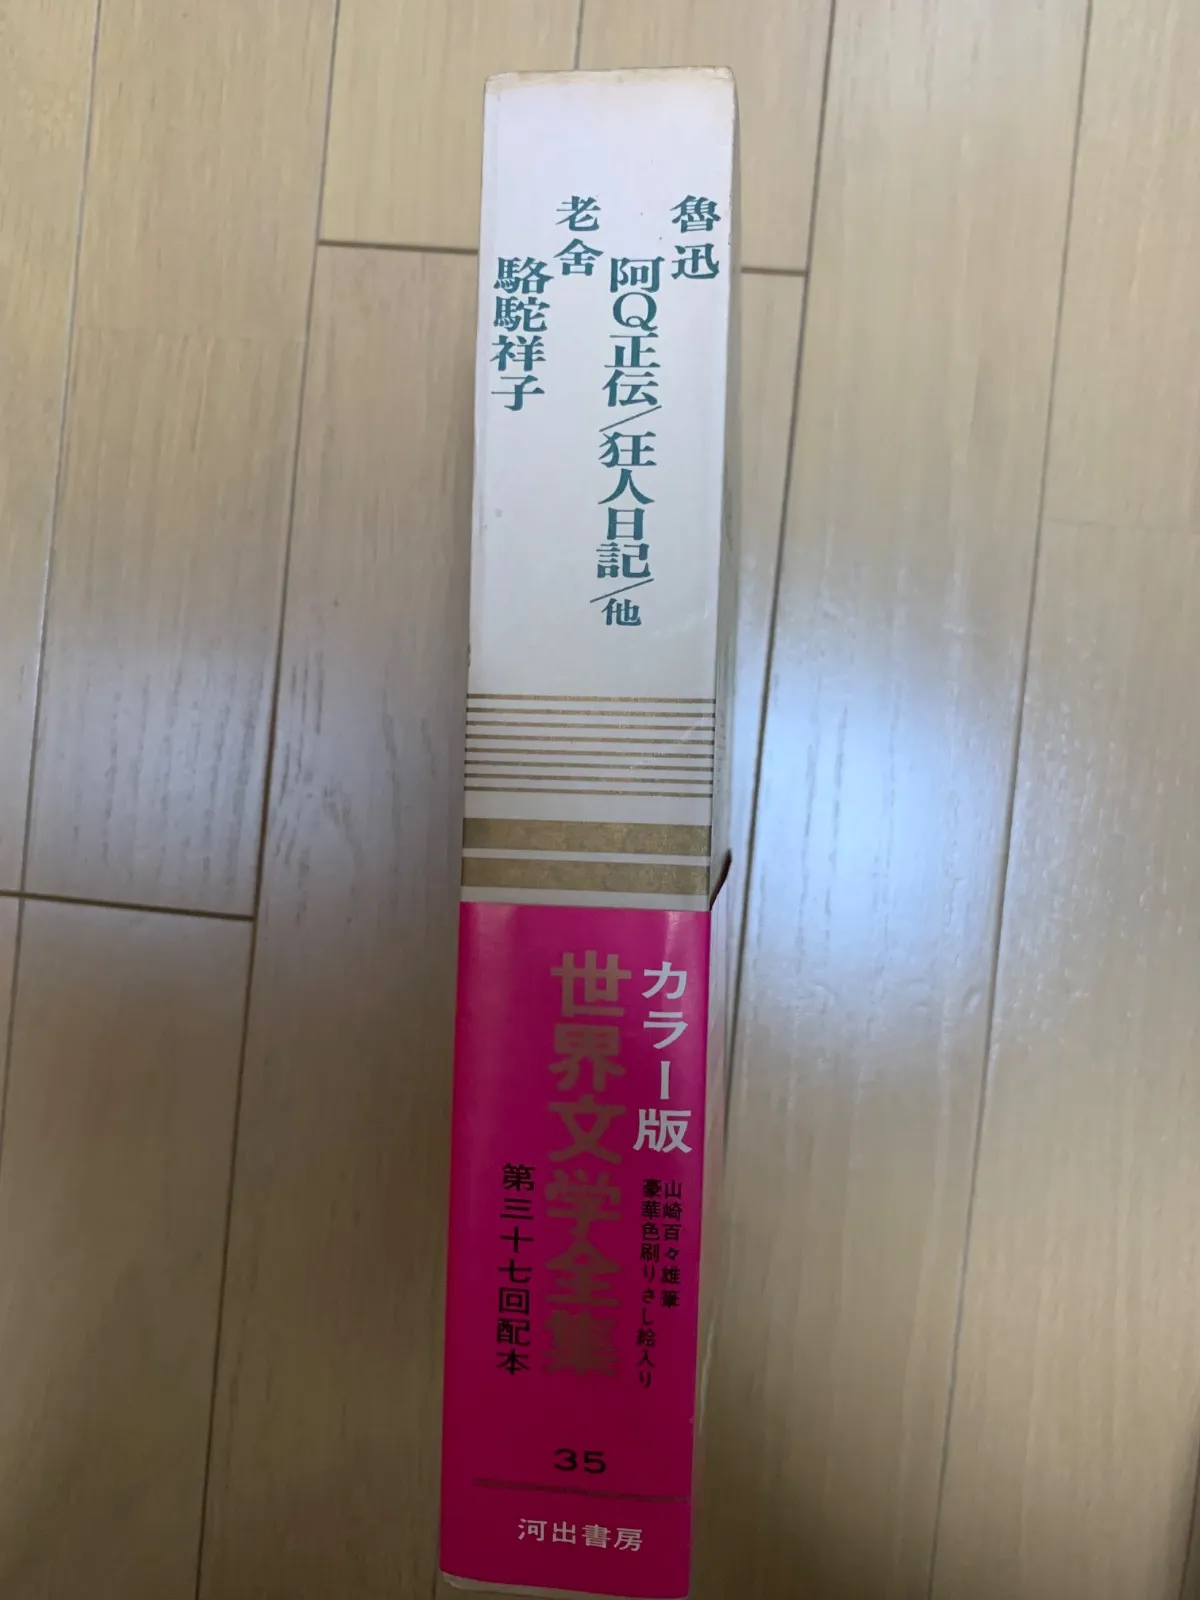 魯迅
阿Q正伝/狂人日記/他
老舎
駱駝祥子
カラー版
山崎百々雄筆
豪華色刷りさし絵入り
世界文学全集
第三十七回配本
35
河出書房